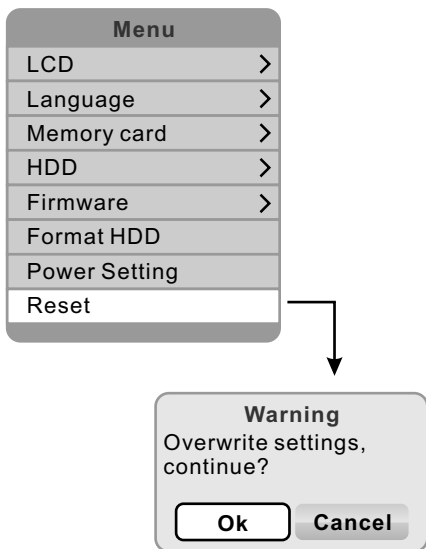 Menu
LCD
Language
Memory card
HDD
Firmware
Format HDD
Power Setting
Reset
Warning
Overwrite settings,
continue?
Ok Cancel